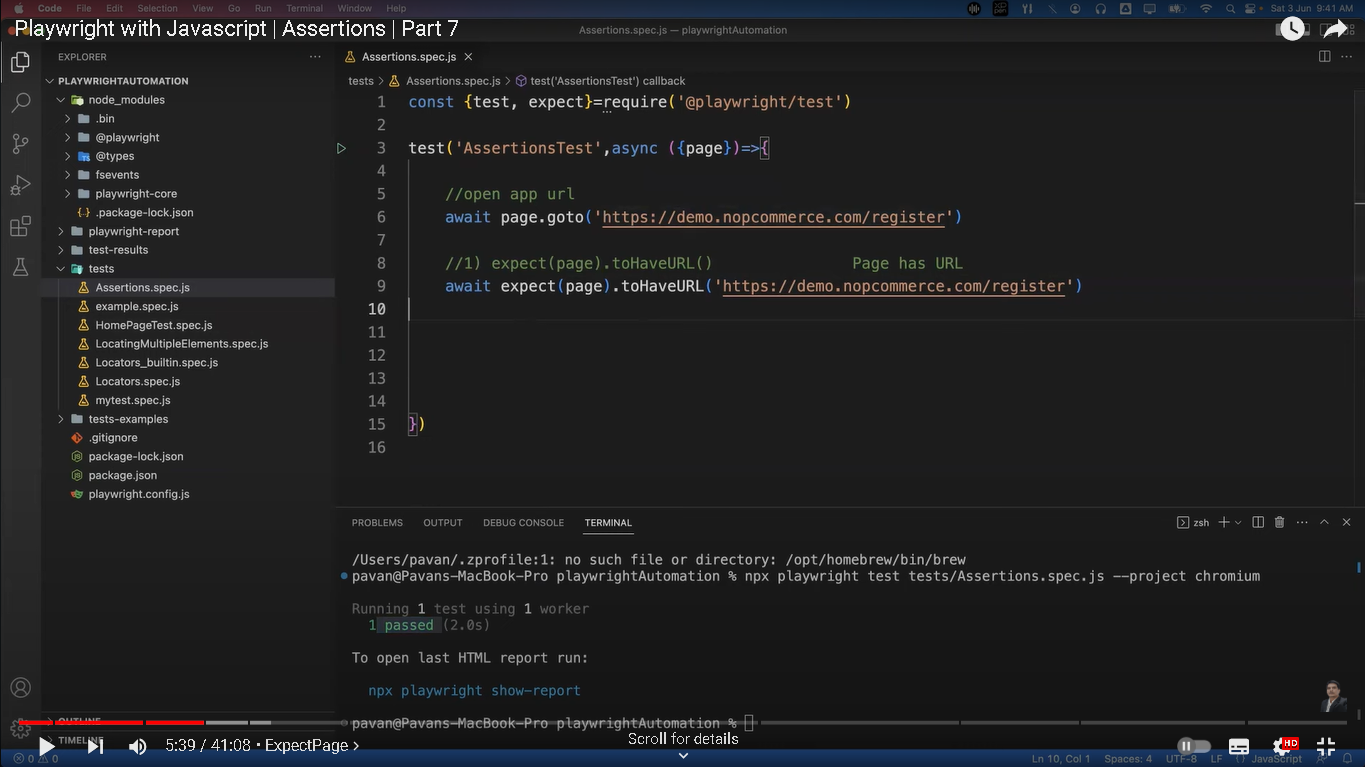 Code File Edit Selection View Go Run Terminal Window Help
Sat 3 Jun 9:41 AM
Playwright with Javascript | Assertions | Part 7
Assertions.spec.js — playwrightAutomation
EXPLORER
PLAYWRIGHTAUTOMATION
node_modules
.bin
@playwright
@types
fsevents
playwright-core
.package-lock.json
playwright-report
test-results
tests
Assertions.spec.js
example.spec.js
HomePageTest.spec.js
LocatingMultipleElements.spec.js
Locators_builtin.spec.js
Locators.spec.js
mytest.spec.js
tests-examples
.gitignore
package-lock.json
package.json
playwright.config.js
OUTLINE
TIMELINE
Assertions.spec.js
tests > Assertions.spec.js > test('AssertionsTest') callback
1 const {test, expect}=require('@playwright/test')
2
3 test('AssertionsTest',async ({page})=>{
4
5 //open app url
6 await page.goto('https://demo.nopcommerce.com/register')
7
8 //1) expect(page).toHaveURL() Page has URL
9 await expect(page).toHaveURL('https://demo.nopcommerce.com/register')
10
11
12
13
14
15 })
16
PROBLEMS OUTPUT DEBUG CONSOLE TERMINAL
zsh
/Users/pavan/.zprofile:1: no such file or directory: /opt/homebrew/bin/brew
pavan@Pavans-MacBook-Pro playwrightAutomation % npx playwright test tests/Assertions.spec.js --project chromium
Running 1 test using 1 worker
1 passed (2.0s)
To open last HTML report run:
npx playwright show-report
pavan@Pavans-MacBook-Pro playwrightAutomation %
Scroll for details
5:39 / 41:08 • ExpectPage >
HD
0 0
Ln 10, Col 1 Spaces: 4 UTF-8 LF {} JavaScript